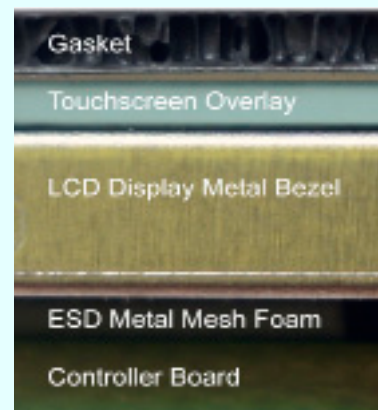 Gasket
Touchscreen Overlay
LCD Display Metal Bezel
ESD Metal Mesh Foam
Controller Board